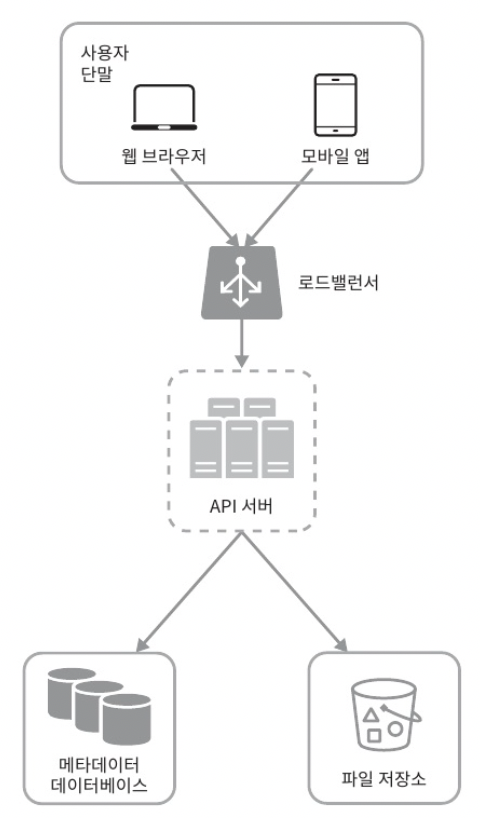 사용자
단말
웹 브라우저
모바일 앱
로드밸런서
API 서버
메타데이터
데이터베이스
파일 저장소